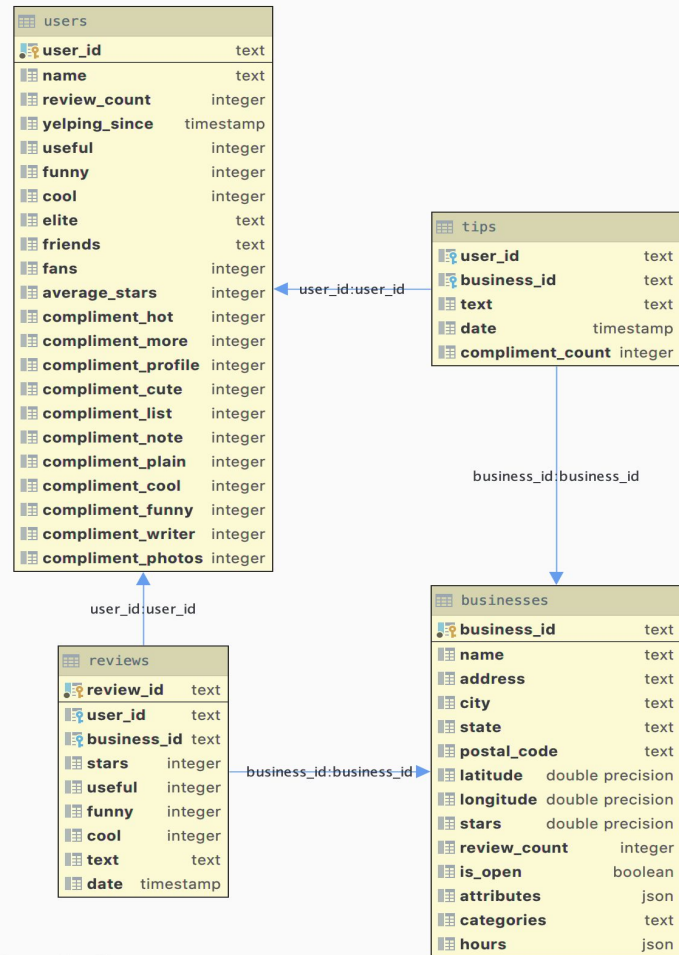 users
user_id text
name text
review_count integer
yelping_since timestamp
useful integer
funny integer
cool integer
elite text
friends text
fans integer
average_stars integer
compliment_hot integer
compliment_more integer
compliment_profile integer
compliment_cute integer
compliment_list integer
compliment_note integer
compliment_plain integer
compliment_cool integer
compliment_funny integer
compliment_writer integer
compliment_photos integer
user_id:user_id
tips
user_id text
business_id text
text text
date timestamp
compliment_count integer
business_id:business_id
user_id:user_id
reviews
review_id text
user_id text
business_id text
stars integer
useful integer
funny integer
cool integer
text text
date timestamp
business_id:business_id
businesses
business_id text
name text
address text
city text
state text
postal_code text
latitude double precision
longitude double precision
stars double precision
review_count integer
is_open boolean
attributes json
categories text
hours json